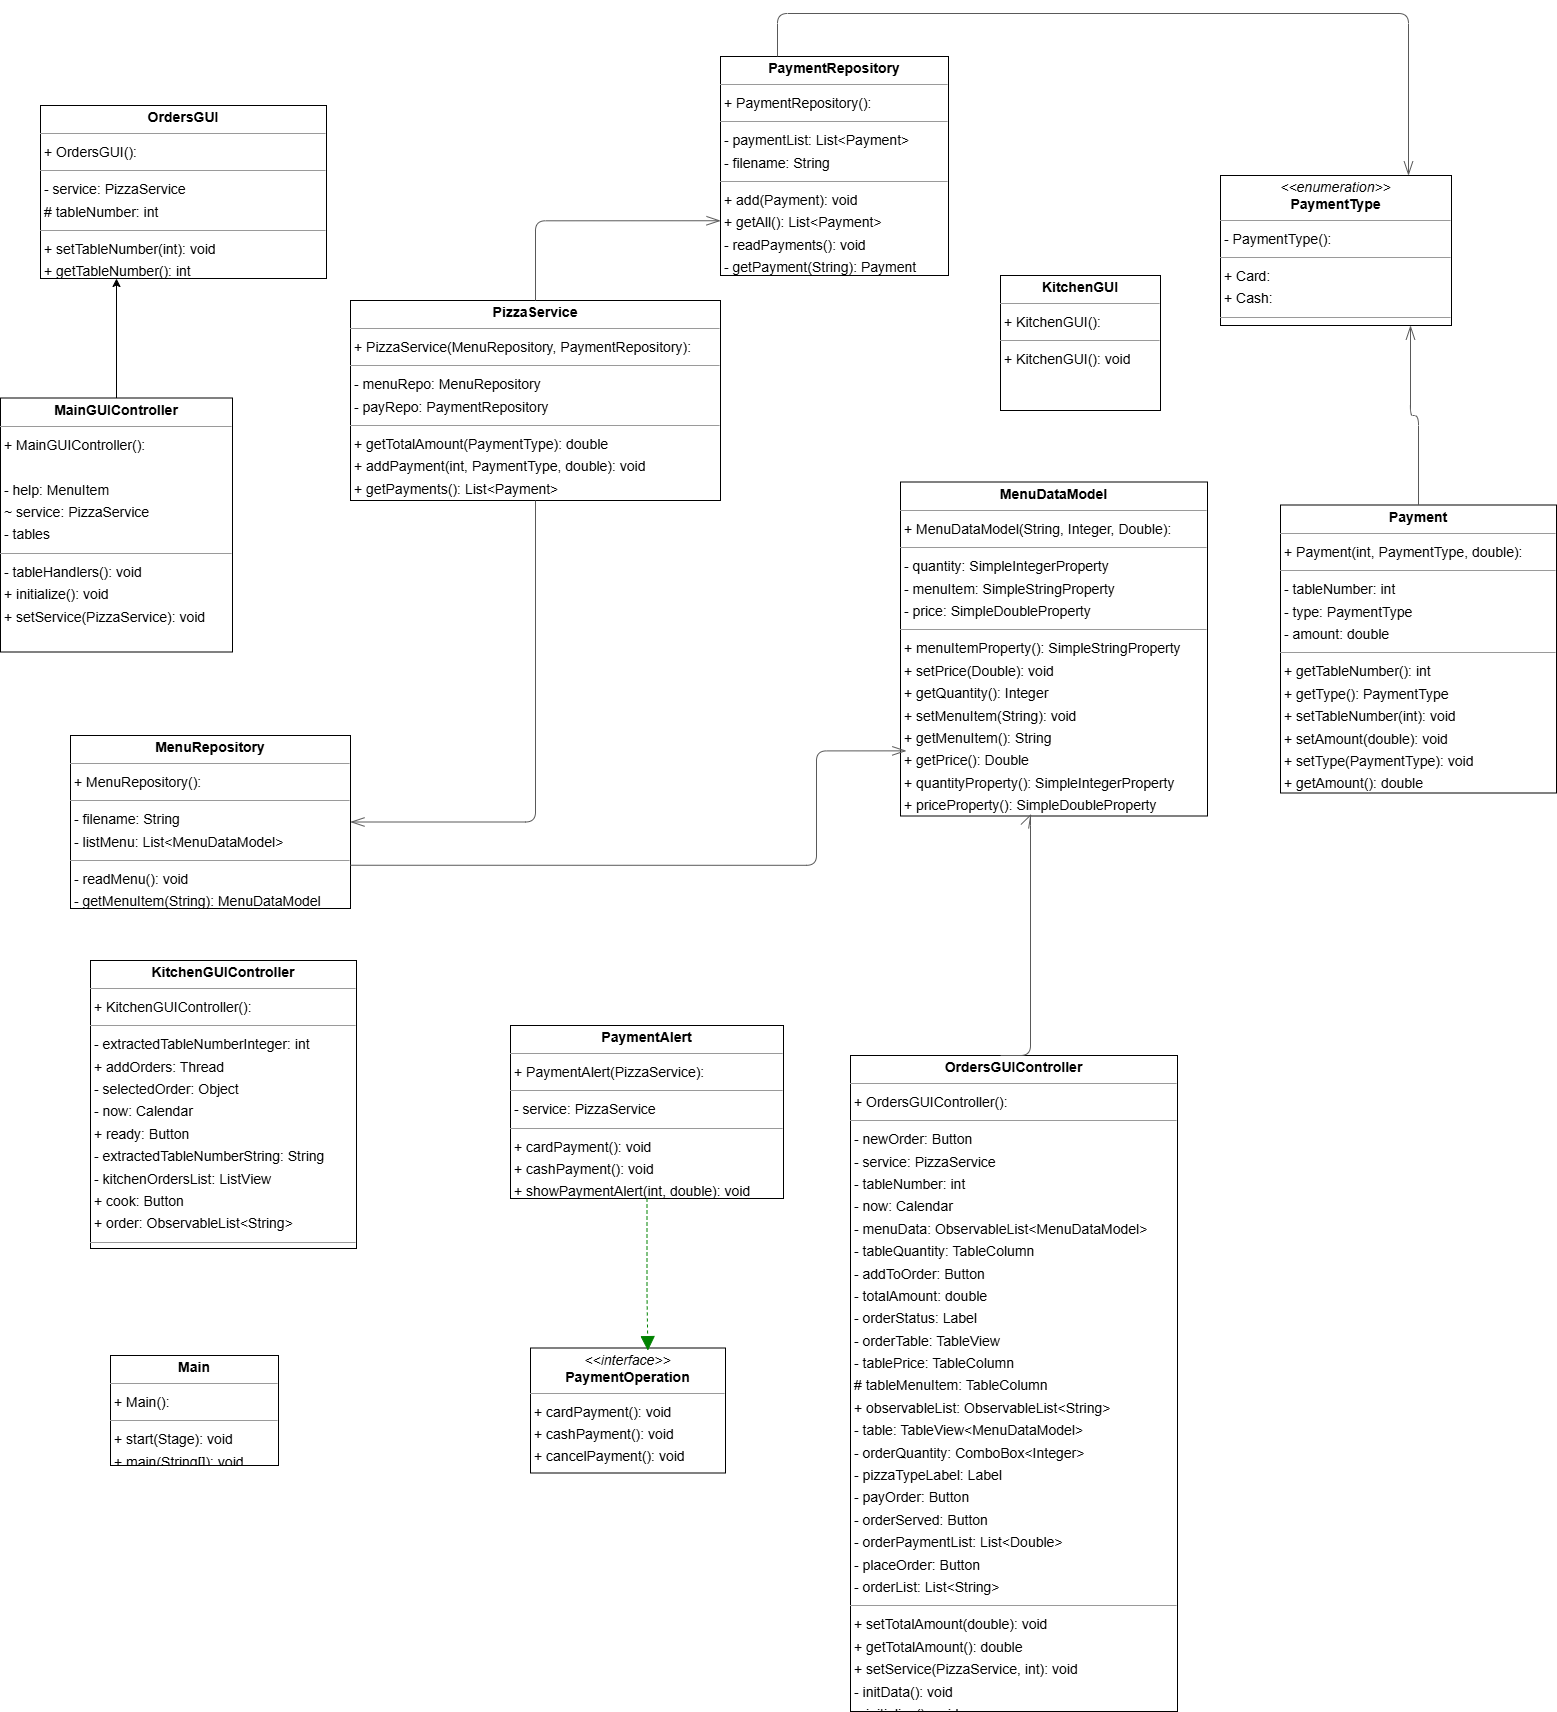 PaymentRepository
+ PaymentRepository():
- paymentList: List<Payment>
- filename: String
+ add(Payment): void
+ getAll(): List<Payment>
- readPayments(): void
- getPayment(String): Payment
OrdersGUI
+ OrdersGUI():
- service: PizzaService
# tableNumber: int
+ setTableNumber(int): void
+ getTableNumber(): int
<<enumeration>>
PaymentType
- PaymentType():
+ Card:
+ Cash:
KitchenGUI
+ KitchenGUI():
+ KitchenGUI(): void
PizzaService
+ PizzaService(MenuRepository, PaymentRepository):
- menuRepo: MenuRepository
- payRepo: PaymentRepository
+ getTotalAmount(PaymentType): double
+ addPayment(int, PaymentType, double): void
+ getPayments(): List<Payment>
MainGUIController
+ MainGUIController():
- help: MenuItem
~ service: PizzaService
- tables
- tableHandlers(): void
+ initialize(): void
+ setService(PizzaService): void
MenuDataModel
+ MenuDataModel(String, Integer, Double):
- quantity: SimpleIntegerProperty
- menuItem: SimpleStringProperty
- price: SimpleDoubleProperty
+ menuItemProperty(): SimpleStringProperty
+ setPrice(Double): void
+ getQuantity(): Integer
+ setMenuItem(String): void
+ getMenuItem(): String
+ getPrice(): Double
+ quantityProperty(): SimpleIntegerProperty
+ priceProperty(): SimpleDoubleProperty
Payment
+ Payment(int, PaymentType, double):
- tableNumber: int
- type: PaymentType
- amount: double
+ getTableNumber(): int
+ getType(): PaymentType
+ setTableNumber(int): void
+ setAmount(double): void
+ setType(PaymentType): void
+ getAmount(): double
MenuRepository
+ MenuRepository():
- filename: String
- listMenu: List<MenuDataModel>
- readMenu(): void
- getMenuItem(String): MenuDataModel
KitchenGUIController
+ KitchenGUIController():
- extractedTableNumberInteger: int
+ addOrders: Thread
- selectedOrder: Object
- now: Calendar
+ ready: Button
- extractedTableNumberString: String
- kitchenOrdersList: ListView
+ cook: Button
+ order: ObservableList<String>
PaymentAlert
+ PaymentAlert(PizzaService):
- service: PizzaService
+ cardPayment(): void
+ cashPayment(): void
+ showPaymentAlert(int, double): void
OrdersGUIController
+ OrdersGUIController():
- newOrder: Button
- service: PizzaService
- tableNumber: int
- now: Calendar
- menuData: ObservableList<MenuDataModel>
- tableQuantity: TableColumn
- addToOrder: Button
- totalAmount: double
- orderStatus: Label
- orderTable: TableView
- tablePrice: TableColumn
# tableMenuItem: TableColumn
+ observableList: ObservableList<String>
- table: TableView<MenuDataModel>
- orderQuantity: ComboBox<Integer>
- pizzaTypeLabel: Label
- payOrder: Button
- orderServed: Button
- orderPaymentList: List<Double>
- placeOrder: Button
- orderList: List<String>
+ setTotalAmount(double): void
+ getTotalAmount(): double
+ setService(PizzaService, int): void
- initData(): void
Main
+ Main():
+ start(Stage): void
+ main(String[]): void
<<interface>>
PaymentOperation
+ cardPayment(): void
+ cashPayment(): void
+ cancelPayment(): void